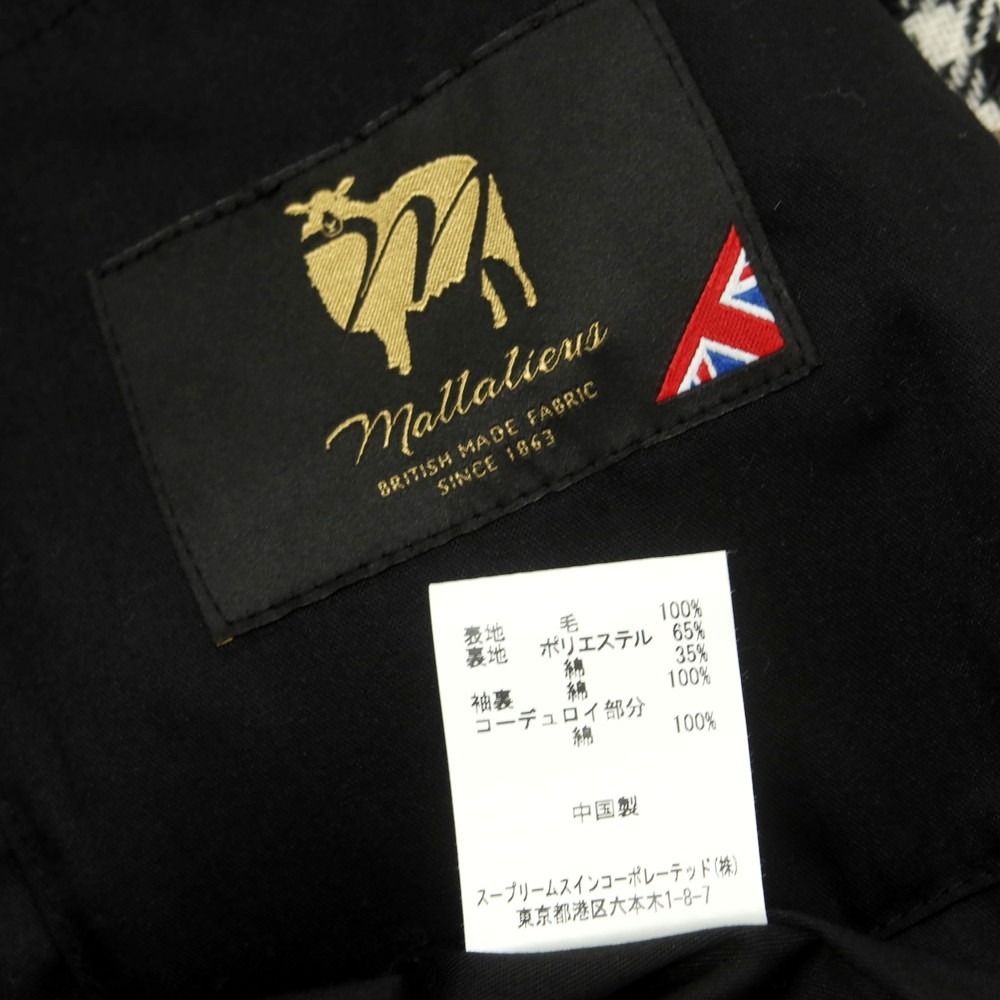 Mallalieus
BRITISH MADE FABRIC
SINCE 1863
表地 毛 100%
裏地 ポリエステル 65%
綿 35%
袖裏 綿 100%
コーデュロイ部分
綿 100%
中国製
スープリームスインコーポレーテッド(株)
東京都港区六本木1-8-7